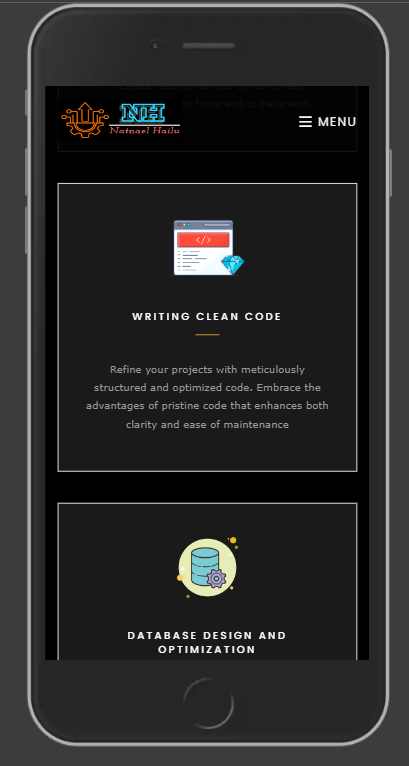 m front-end to back-end.
NH
Natnael Hailu
MENU
</>
WRITING CLEAN CODE
Refine your projects with meticulously
structured and optimized code. Embrace the
advantages of pristine code that enhances both
clarity and ease of maintenance
DATABASE DESIGN AND
OPTIMIZATION